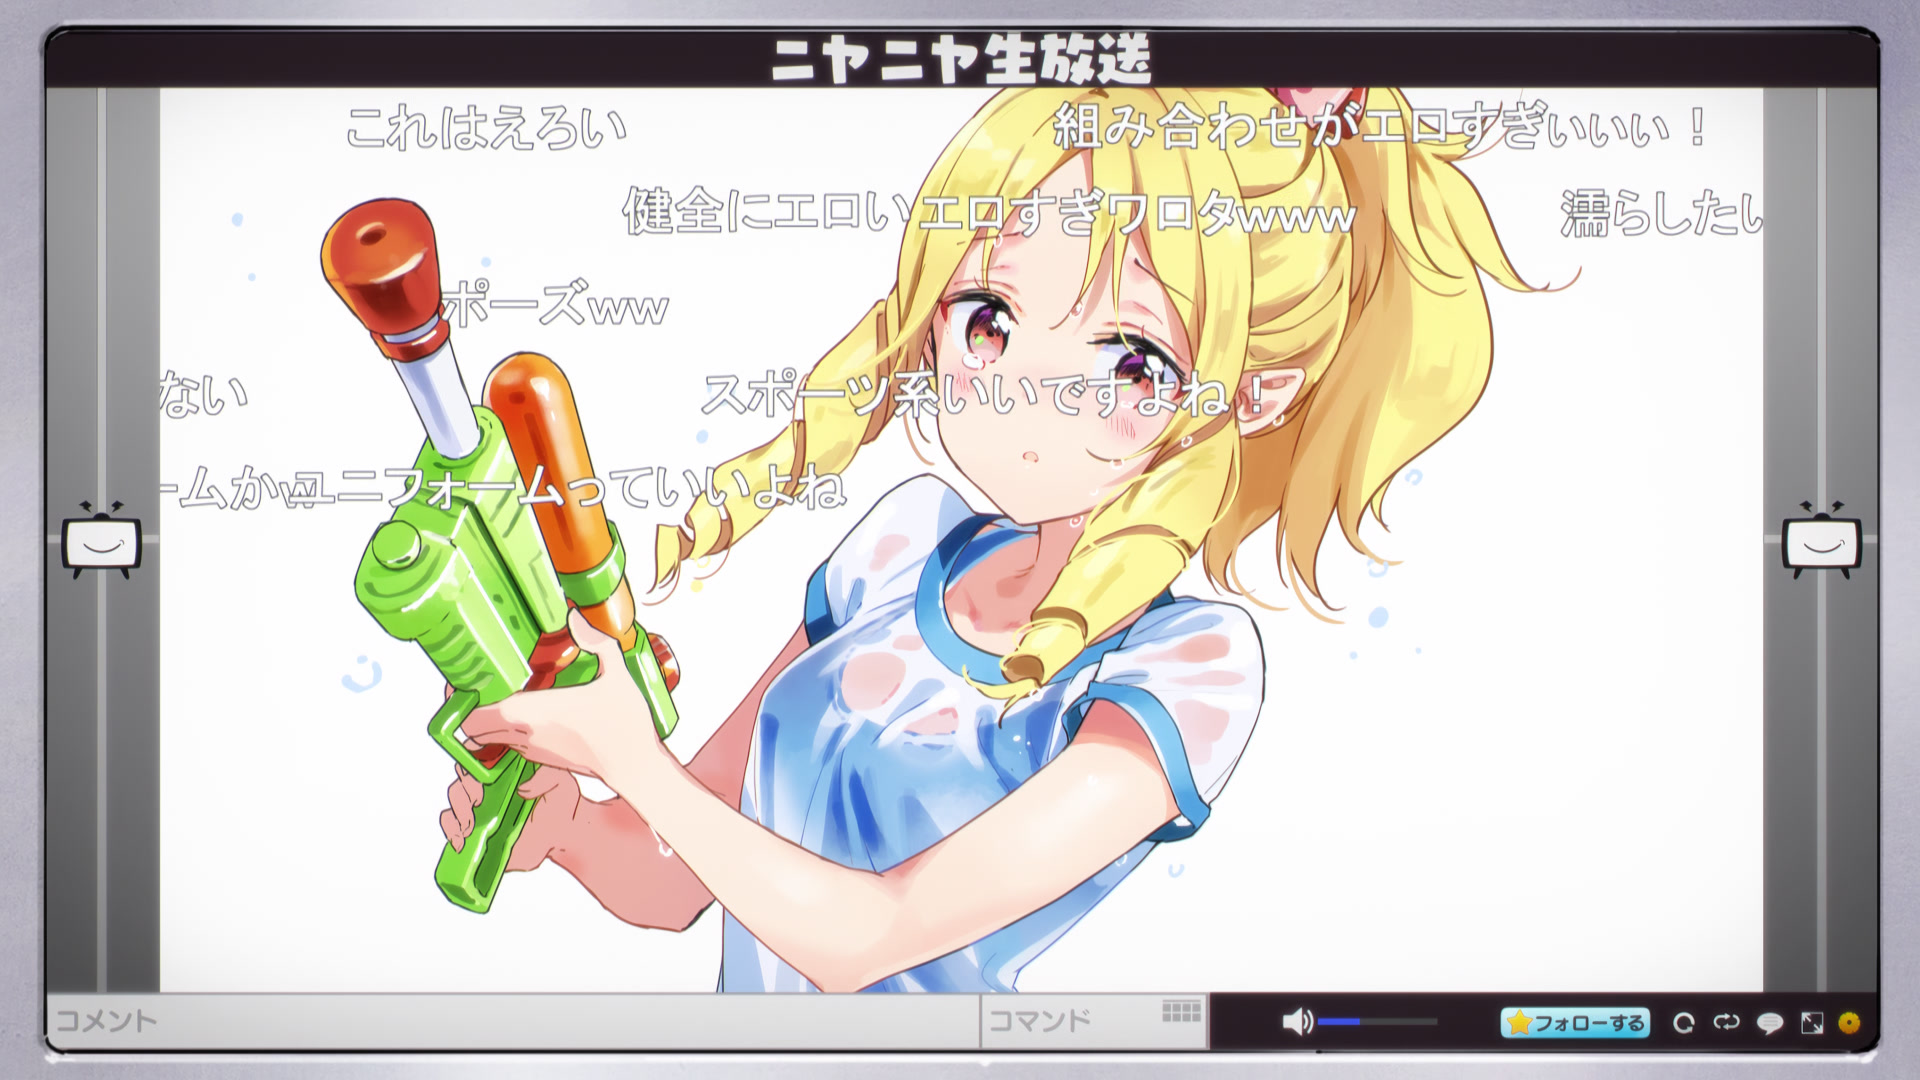 ニヤニヤ生放送
これはえろい
組み合わせがエロすぎぃぃぃ！
健全にエロい
エロすぎワロタwww
濡らしたい
ポーズww
ない
スポーツ系いいですよね！
ームかw
ユニフォームっていいよね
コメント
コマンド
フォローする